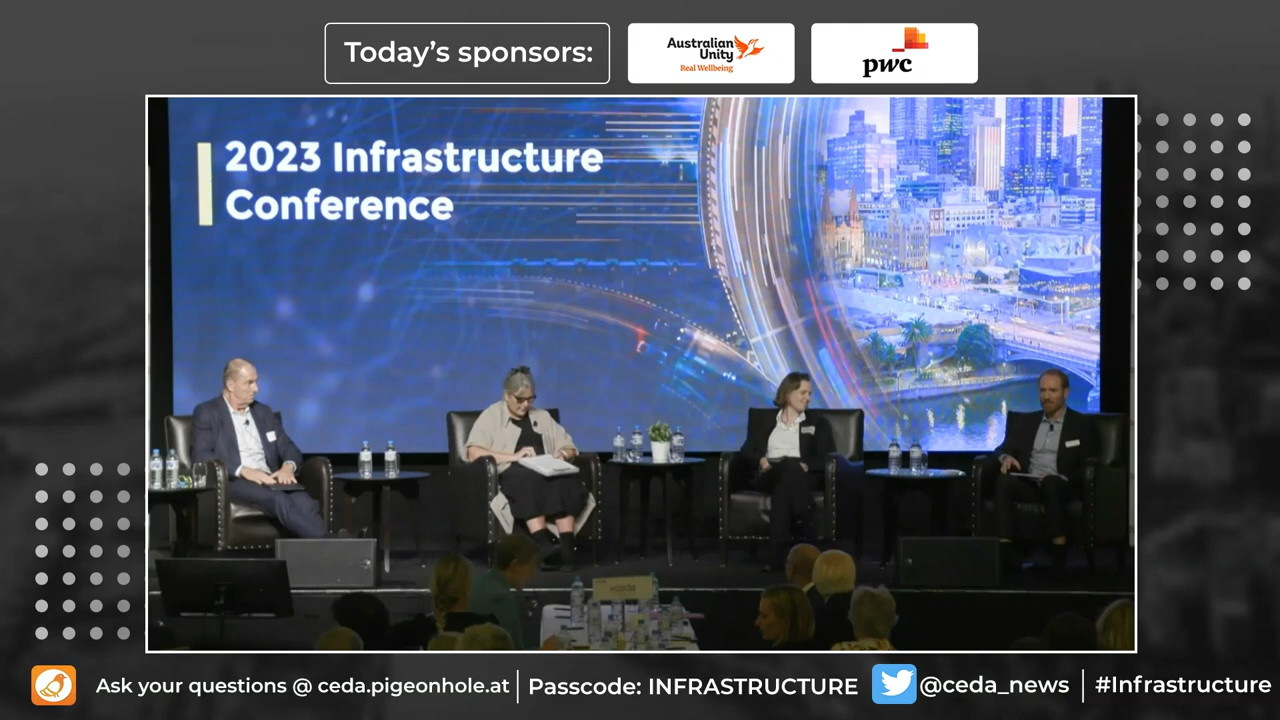 Today's sponsors:
Australian
Unity
Real Wellbeing
pwc
2023 Infrastructure
Conference
ceda
Ask your questions @ ceda.pigeonhole.at
Passcode: INFRASTRUCTURE
@ceda_news
#Infrastructure